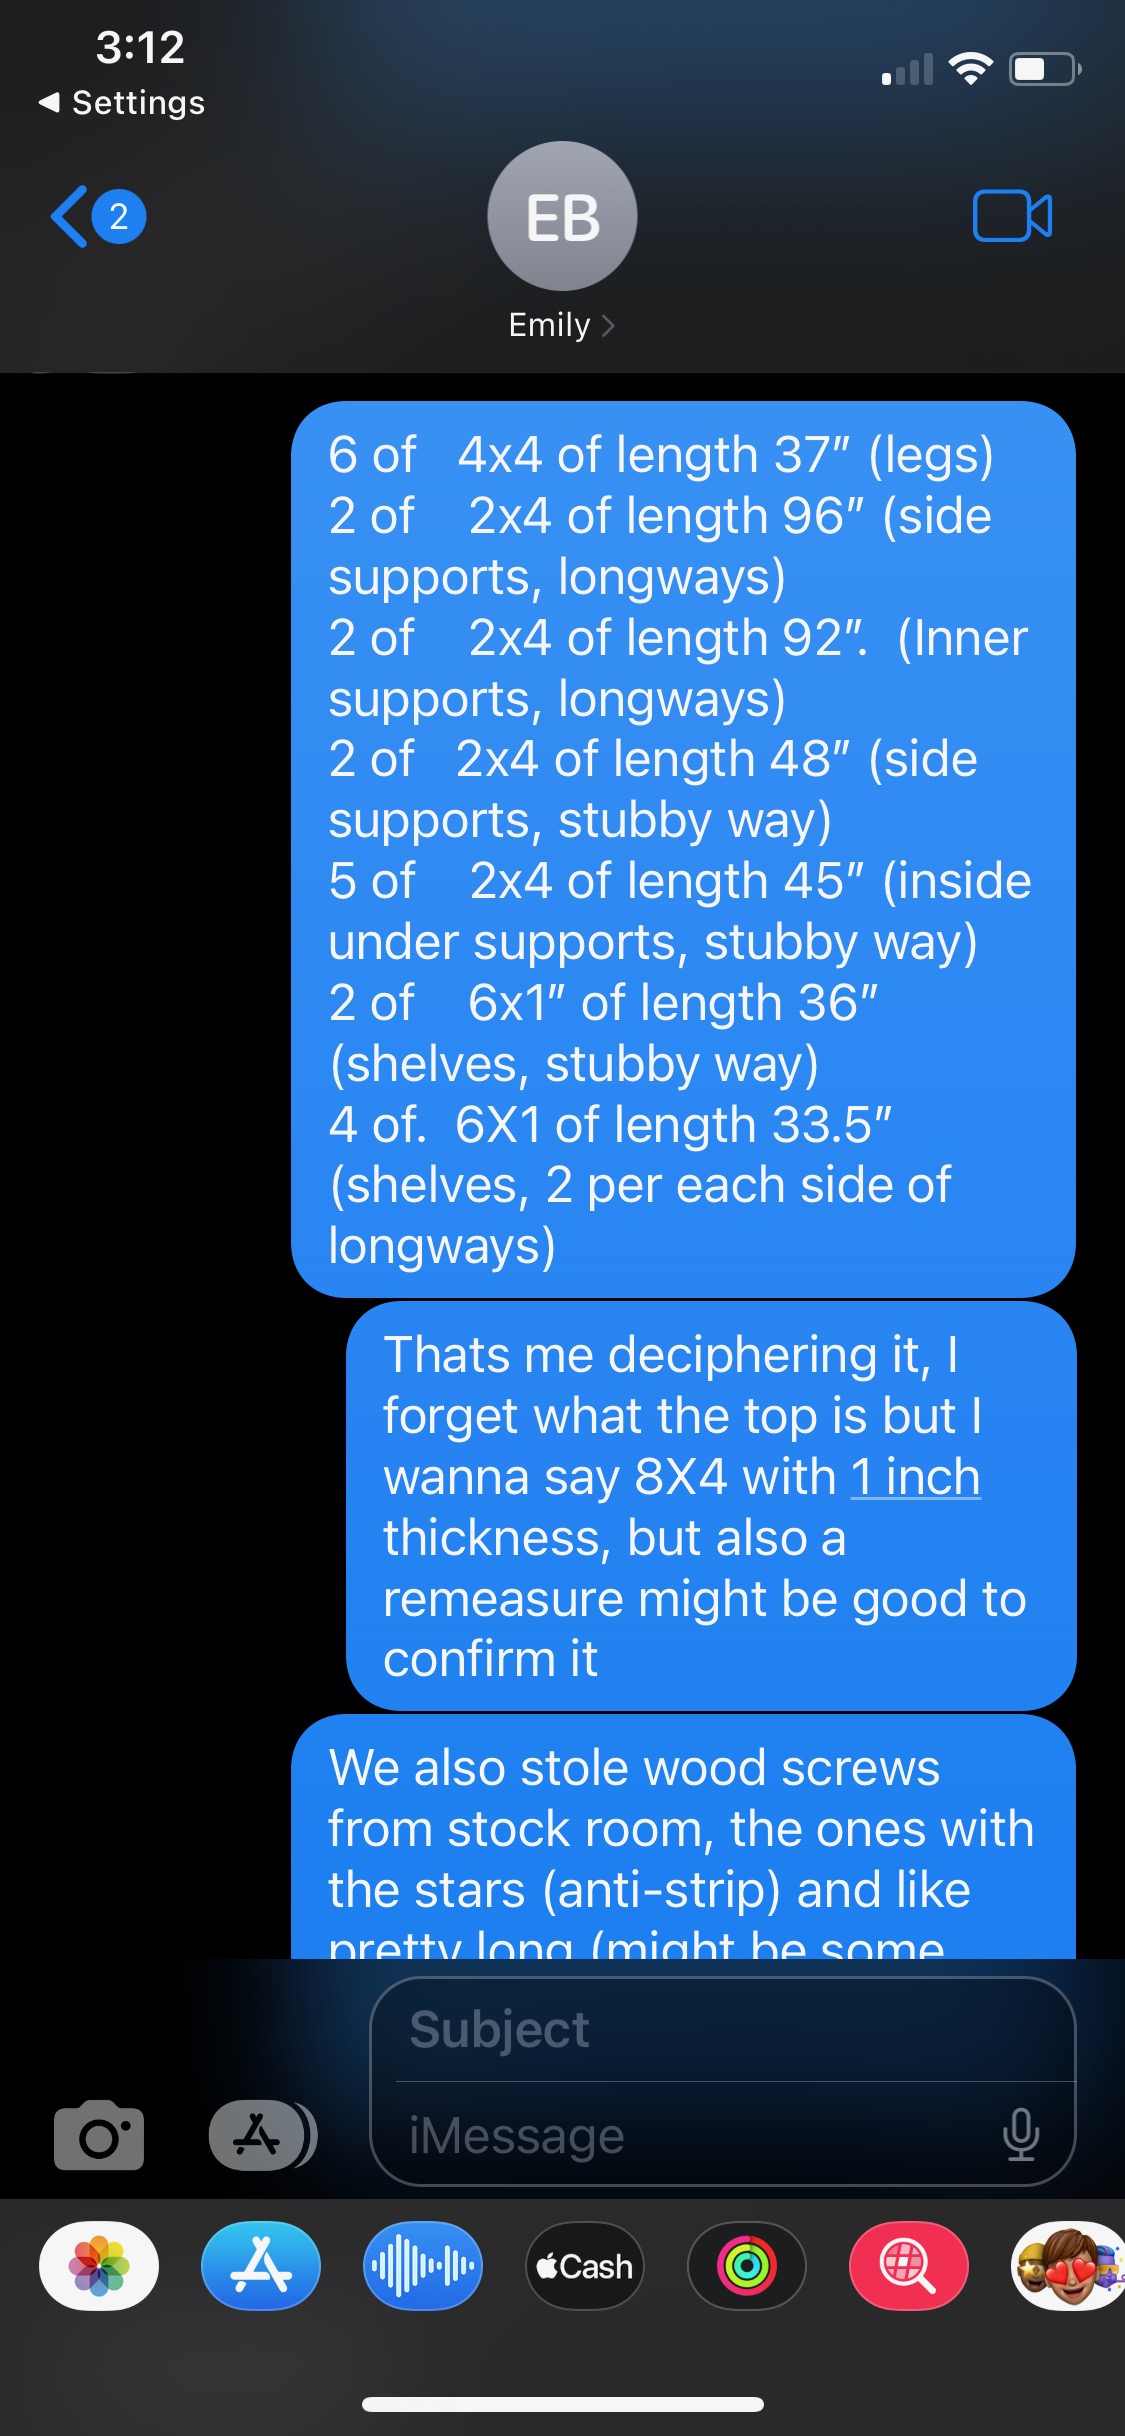 3:12
Settings
2
EB
Emily
6 of 4x4 of length 37” (legs)
2 of 2x4 of length 96” (side
supports, longways)
2 of 2x4 of length 92”. (Inner
supports, longways)
2 of 2x4 of length 48” (side
supports, stubby way)
5 of 2x4 of length 45” (inside
under supports, stubby way)
2 of 6x1” of length 36”
(shelves, stubby way)
4 of. 6X1 of length 33.5”
(shelves, 2 per each side of
longways)
Thats me deciphering it, I
forget what the top is but I
wanna say 8X4 with 1 inch
thickness, but also a
remeasure might be good to
confirm it
We also stole wood screws
from stock room, the ones with
the stars (anti-strip) and like
pretty long (might be some
Subject
iMessage
Cash